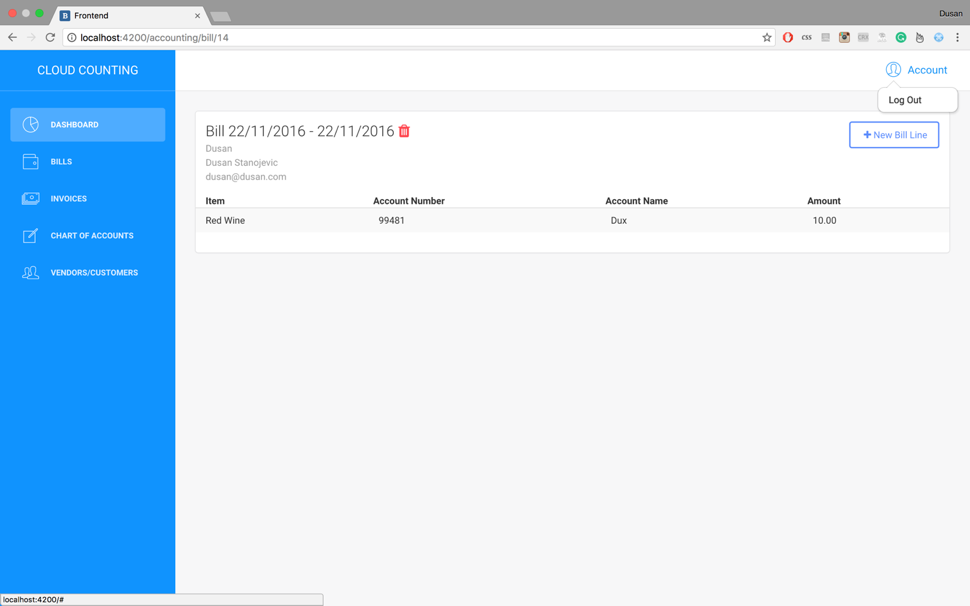 Frontend
Dusan
localhost:4200/accounting/bill/14
CLOUD COUNTING
Account
Log Out
DASHBOARD
BILLS
INVOICES
CHART OF ACCOUNTS
VENDORS/CUSTOMERS
Bill 22/11/2016 - 22/11/2016
New Bill Line
Dusan
Dusan Stanojevic
dusan@dusan.com
Item Account Number Account Name Amount
Red Wine 99481 Dux 10.00
localhost:4200/#